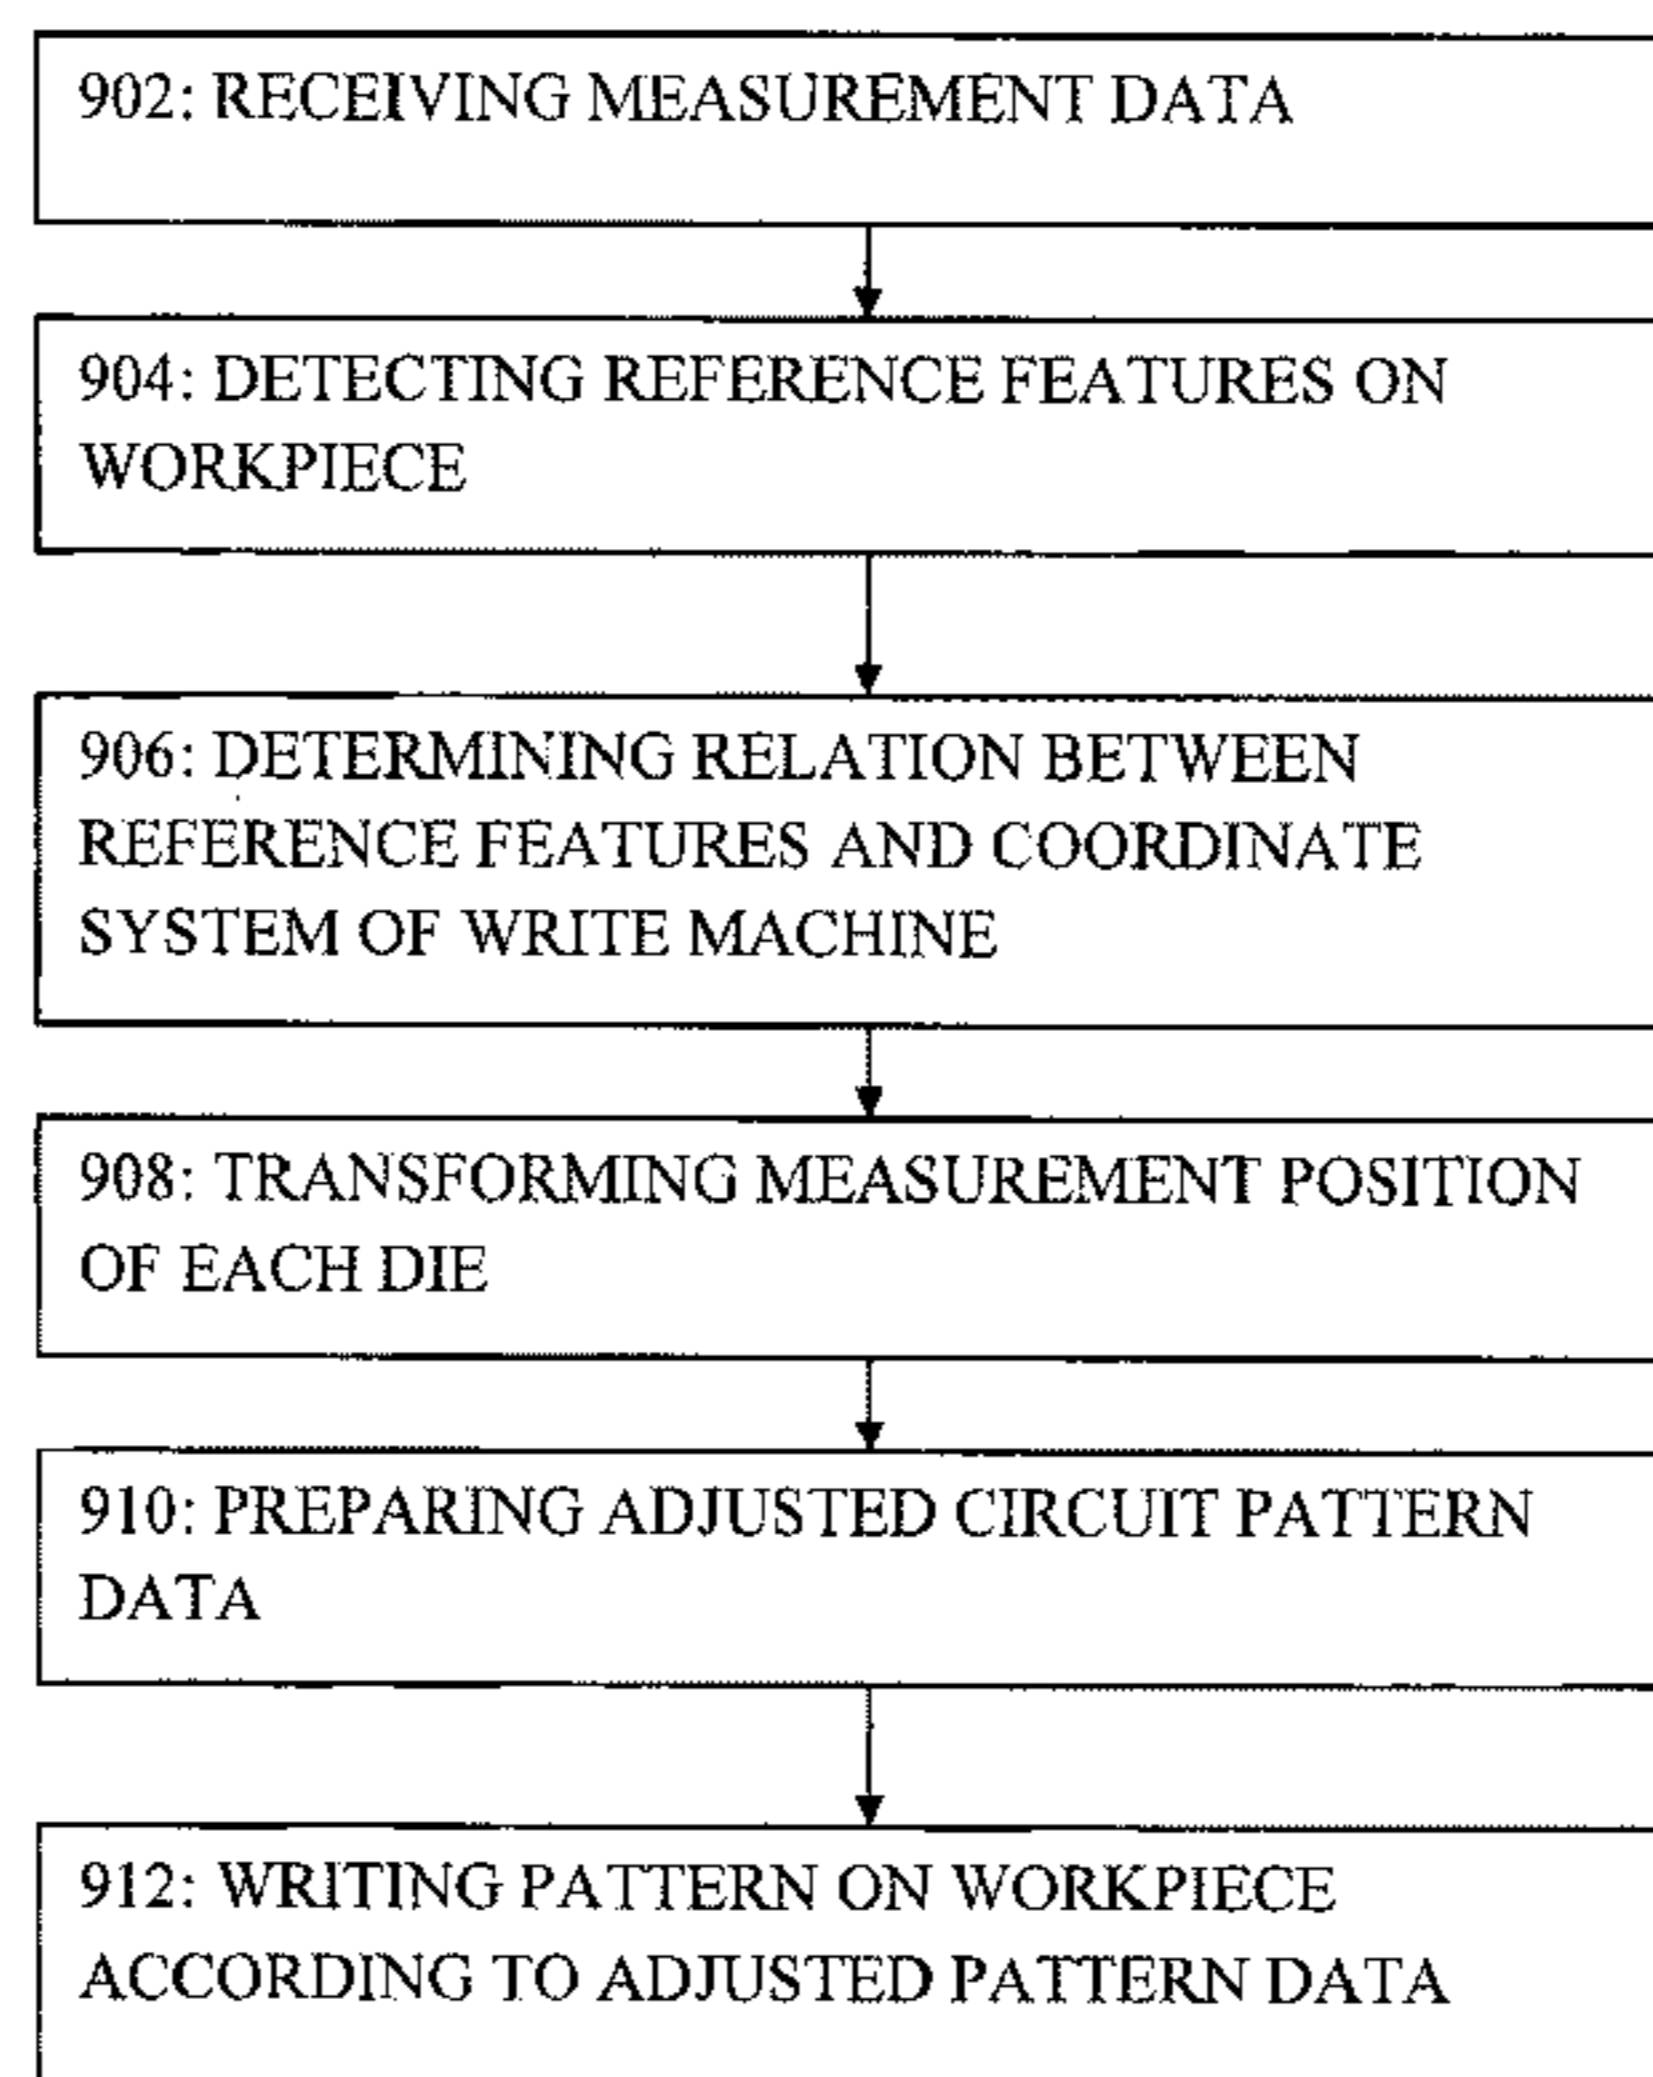 902: RECEIVING MEASUREMENT DATA
904: DETECTING REFERENCE FEATURES ON
WORKPIECE
906: DETERMINING RELATION BETWEEN
REFERENCE FEATURES AND COORDINATE
SYSTEM OF WRITE MACHINE
908: TRANSFORMING MEASUREMENT POSITION
OF EACH DIE
910: PREPARING ADJUSTED CIRCUIT PATTERN
DATA
912: WRITING PATTERN ON WORKPIECE
ACCORDING TO ADJUSTED PATTERN DATA